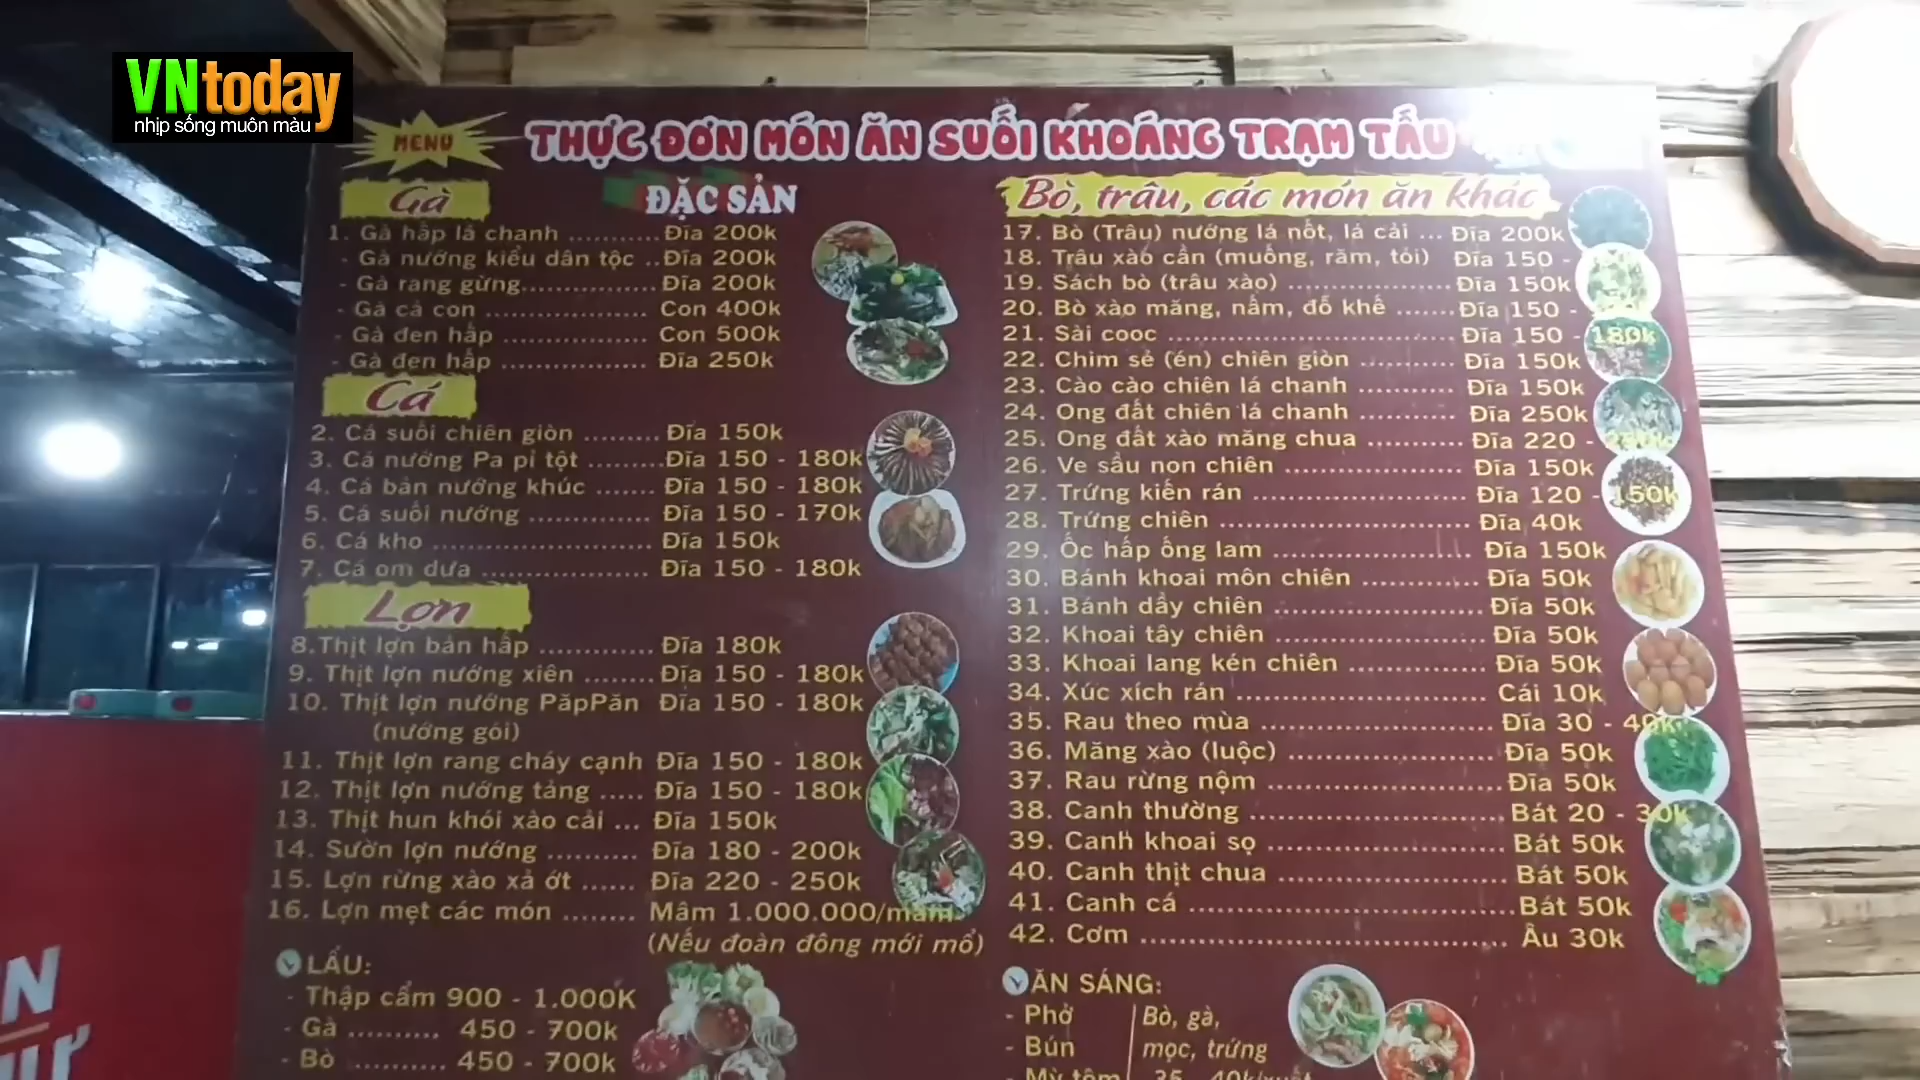 VNtoday
nhịp sống muôn màu
MENU
THỰC ĐƠN MÓN ĂN SUỐI KHOÁNG TRẠM TẤU
ĐẶC SẢN
Gà
1. Gà hấp lá chanh ........... Đĩa 200k
- Gà nướng kiểu dân tộc .. Đĩa 200k
- Gà rang gừng................ Đĩa 200k
- Gà cả con .................... Con 400k
- Gà đen hấp .................. Con 500k
- Gà đen hấp .................. Đĩa 250k
Cá
2. Cá suối chiên giòn ......... Đĩa 150k
3. Cá nướng Pa pỉ tột ......... Đĩa 150 - 180k
4. Cá bản nướng khúc ....... Đĩa 150 - 180k
5. Cá suối nướng .............. Đĩa 150 - 170k
6. Cá kho .......................... Đĩa 150k
7. Cá om dưa .................... Đĩa 150 - 180k
Lợn
8.Thịt lợn bản hấp ............. Đĩa 180k
9. Thịt lợn nướng xiên ........ Đĩa 150 - 180k
10. Thịt lợn nướng PăpPăn Đĩa 150 - 180k
(nướng gói)
11. Thịt lợn rang cháy cạnh Đĩa 150 - 180k
12. Thịt lợn nướng tảng ..... Đĩa 150 - 180k
13. Thịt hun khói xào cải ... Đĩa 150k
14. Sườn lợn nướng .......... Đĩa 180 - 200k
15. Lợn rừng xào xả ớt ...... Đĩa 220 - 250k
16. Lợn mẹt các món ........ Mâm 1.000.000/mâm
(Nếu đoàn đông mới mổ)
LẨU:
- Thập cẩm 900 - 1.000K
- Gà .......... 450 - 700k
- Bò .......... 450 - 700k
Bò, trâu, các món ăn khác
17. Bò (Trâu) nướng lá nốt, lá cải ... Đĩa 200k
18. Trâu xào cần (muống, răm, tỏi) Đĩa 150 -
19. Sách bò (trâu xào) ................... Đĩa 150k
20. Bò xào măng, nấm, đỗ khế ....... Đĩa 150 -
21. Sài cooc ................................. Đĩa 150 - 180k
22. Chim sẻ (én) chiên giòn ........... Đĩa 150k
23. Cào cào chiên lá chanh ........... Đĩa 150k
24. Ong đất chiên lá chanh ........... Đĩa 250k
25. Ong đất xào măng chua ........... Đĩa 220 - 250k
26. Ve sầu non chiên .................... Đĩa 150k
27. Trứng kiến rán ........................ Đĩa 120 - 150k
28. Trứng chiên ............................ Đĩa 40k
29. Ốc hấp ống lam ...................... Đĩa 150k
30. Bánh khoai môn chiên ............. Đĩa 50k
31. Bánh dầy chiên ....................... Đĩa 50k
32. Khoai tây chiên ....................... Đĩa 50k
33. Khoai lang kén chiên ............... Đĩa 50k
34. Xúc xích rán ........................... Cái 10k
35. Rau theo mùa ......................... Đĩa 30 - 40k
36. Măng xào (luộc) ...................... Đĩa 50k
37. Rau rừng nộm ......................... Đĩa 50k
38. Canh thường ........................... Bát 20 - 30k
39. Canh khoai sọ ......................... Bát 50k
40. Canh thịt chua ........................ Bát 50k
41. Canh cá .................................. Bát 50k
42. Cơm ....................................... Âu 30k
ĂN SÁNG:
- Phở Bò, gà,
- Bún mọc, trứng
- Mỳ tôm 35 - 40k/suất